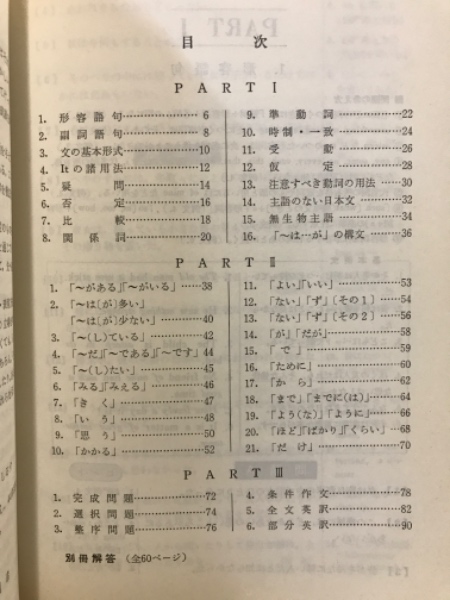 目 次
PART I
1. 形容語句………………6
2. 副詞語句………………8
3. 文の基本形式…………10
4. Itの諸用法……………12
5. 疑問……………………14
6. 否定……………………16
7. 比較……………………18
8. 関係詞…………………20
9. 準動詞…………………22
10. 時制・一致……………24
11. 受動……………………26
12. 仮定……………………28
13. 注意すべき動詞の用法……30
14. 主語のない日本文……32
15. 無生物主語……………34
16. 「～は…が」の構文……36
PART II
1. 「～がある」「～がいる」……38
2. 「～は〔が〕多い」
「～は〔が〕少ない」……40
3. 「～(し)ている」………42
4. 「～だ」「～である」「～です」44
5. 「～(し)たい」…………45
6. 「みる」「みえる」………46
7. 「きく」…………………47
8. 「いう」…………………48
9. 「思う」…………………50
10. 「かかる」………………52
11. 「よい」「いい」…………53
12. 「ない」「ず」〔その1〕……54
13. 「ない」「ず」〔その2〕……56
14. 「が」「だが」……………58
15. 「で」……………………59
16. 「ために」………………60
17. 「から」…………………62
18. 「まで」「までに(は)」……64
19. 「よう(な)」「ように」……66
20. 「ほど」「ばかり」「くらい」…68
21. 「だけ」…………………70
PART III
1. 完成問題………………72
2. 選択問題………………74
3. 整序問題………………76
4. 条件作文………………78
5. 全文英訳………………82
6. 部分英訳………………90
別冊解答（全60ページ）